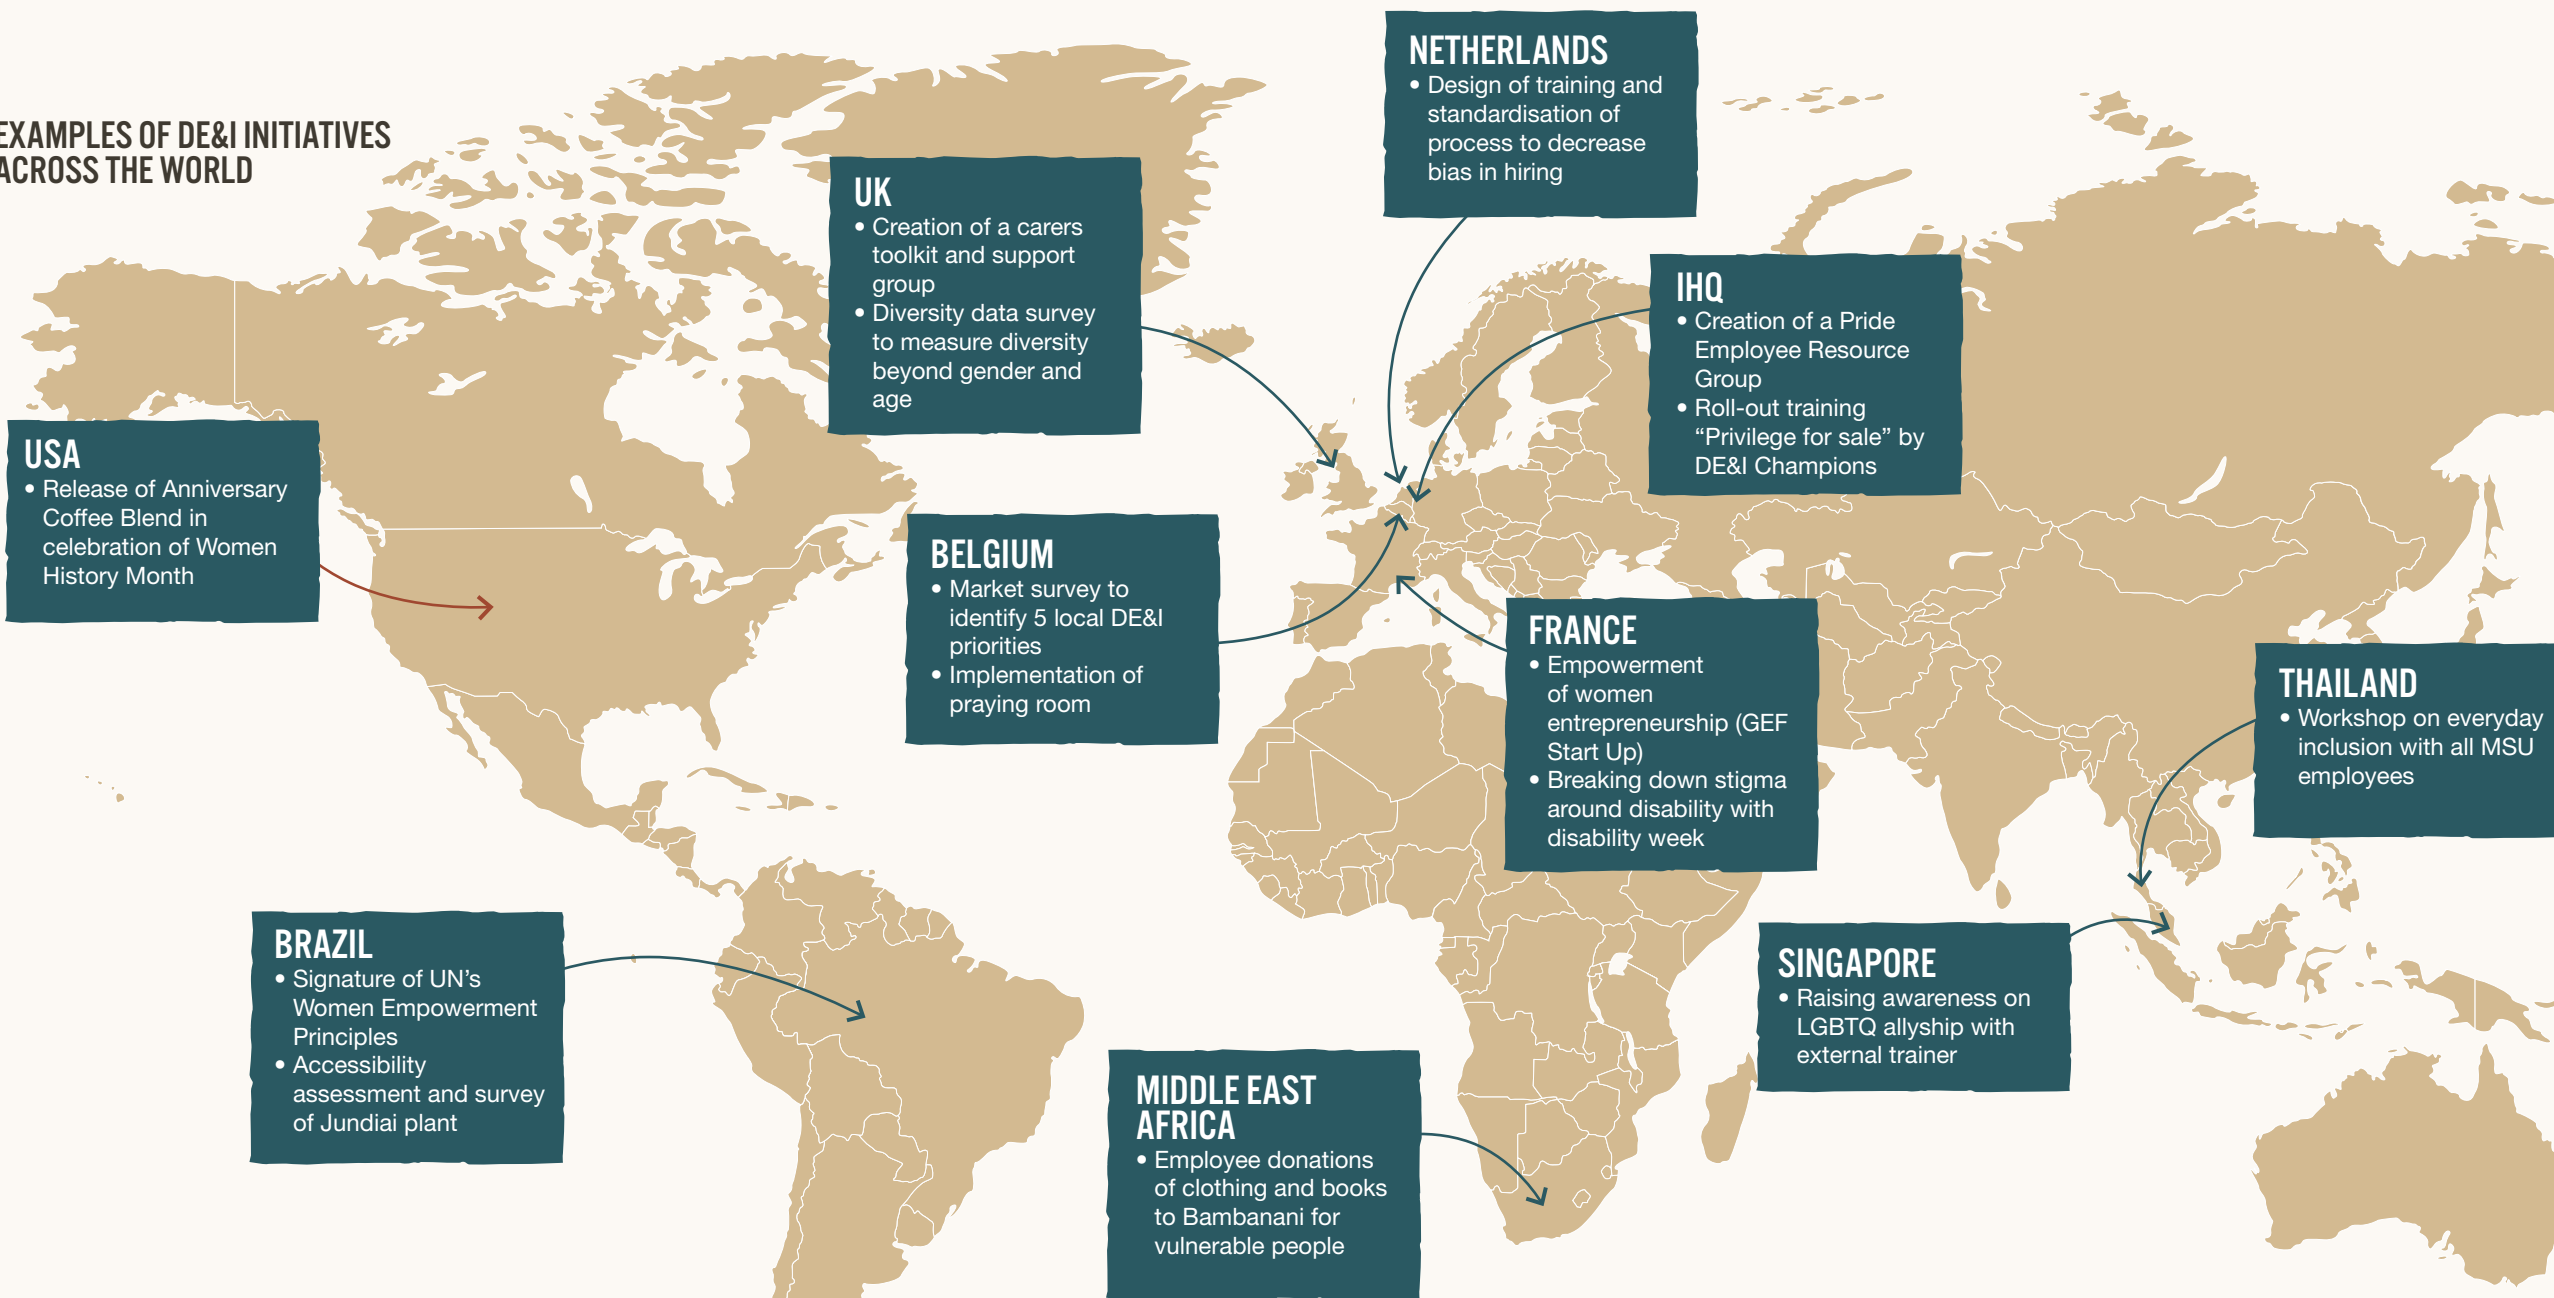 EXAMPLES OF DE&I INITIATIVES
ACROSS THE WORLD
NETHERLANDS
• Design of training and
standardisation of
process to decrease
bias in hiring
UK
• Creation of a carers
toolkit and support
group
• Diversity data survey
to measure diversity
beyond gender and
age
IHQ
• Creation of a Pride
Employee Resource
Group
• Roll-out training
“Privilege for sale” by
DE&I Champions
USA
• Release of Anniversary
Coffee Blend in
celebration of Women
History Month
BELGIUM
• Market survey to
identify 5 local DE&I
priorities
• Implementation of
praying room
FRANCE
• Empowerment
of women
entrepreneurship (GEF
Start Up)
• Breaking down stigma
around disability with
disability week
THAILAND
• Workshop on everyday
inclusion with all MSU
employees
BRAZIL
• Signature of UN’s
Women Empowerment
Principles
• Accessibility
assessment and survey
of Jundiai plant
SINGAPORE
• Raising awareness on
LGBTQ allyship with
external trainer
MIDDLE EAST
AFRICA
• Employee donations
of clothing and books
to Bambanani for
vulnerable people